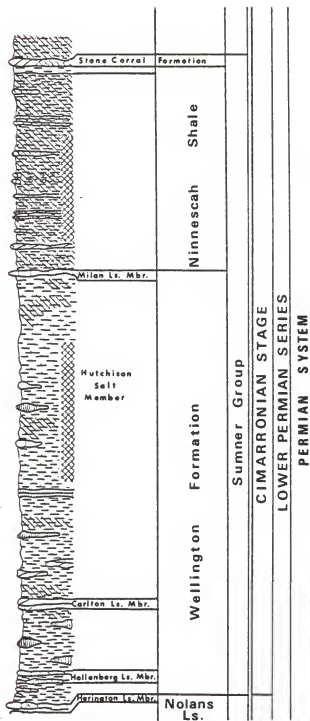 Stone Corral Formation
Ninnescah Shale
Milan Ls. Mbr.
Hutchison
Salt
Member
Wellington Formation
Carlton Ls. Mbr.
Hollenberg Ls. Mbr.
Herington Ls. Mbr.
Nolans
Ls.
Sumner Group
CIMARRONIAN STAGE
LOWER PERMIAN SERIES
PERMIAN SYSTEM